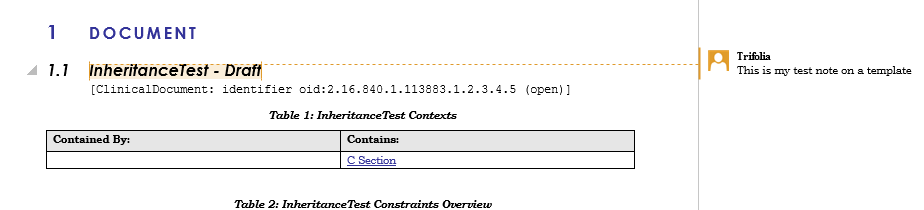 1 DOCUMENT
1.1 InheritanceTest - Draft
[ClinicalDocument: identifier oid:2.16.840.1.113883.1.2.3.4.5 (open)]
Trifolia
This is my test note on a template
Table 1: InheritanceTest Contexts
Contained By: Contains:
C Section
Table 2: InheritanceTest Constraints Overview